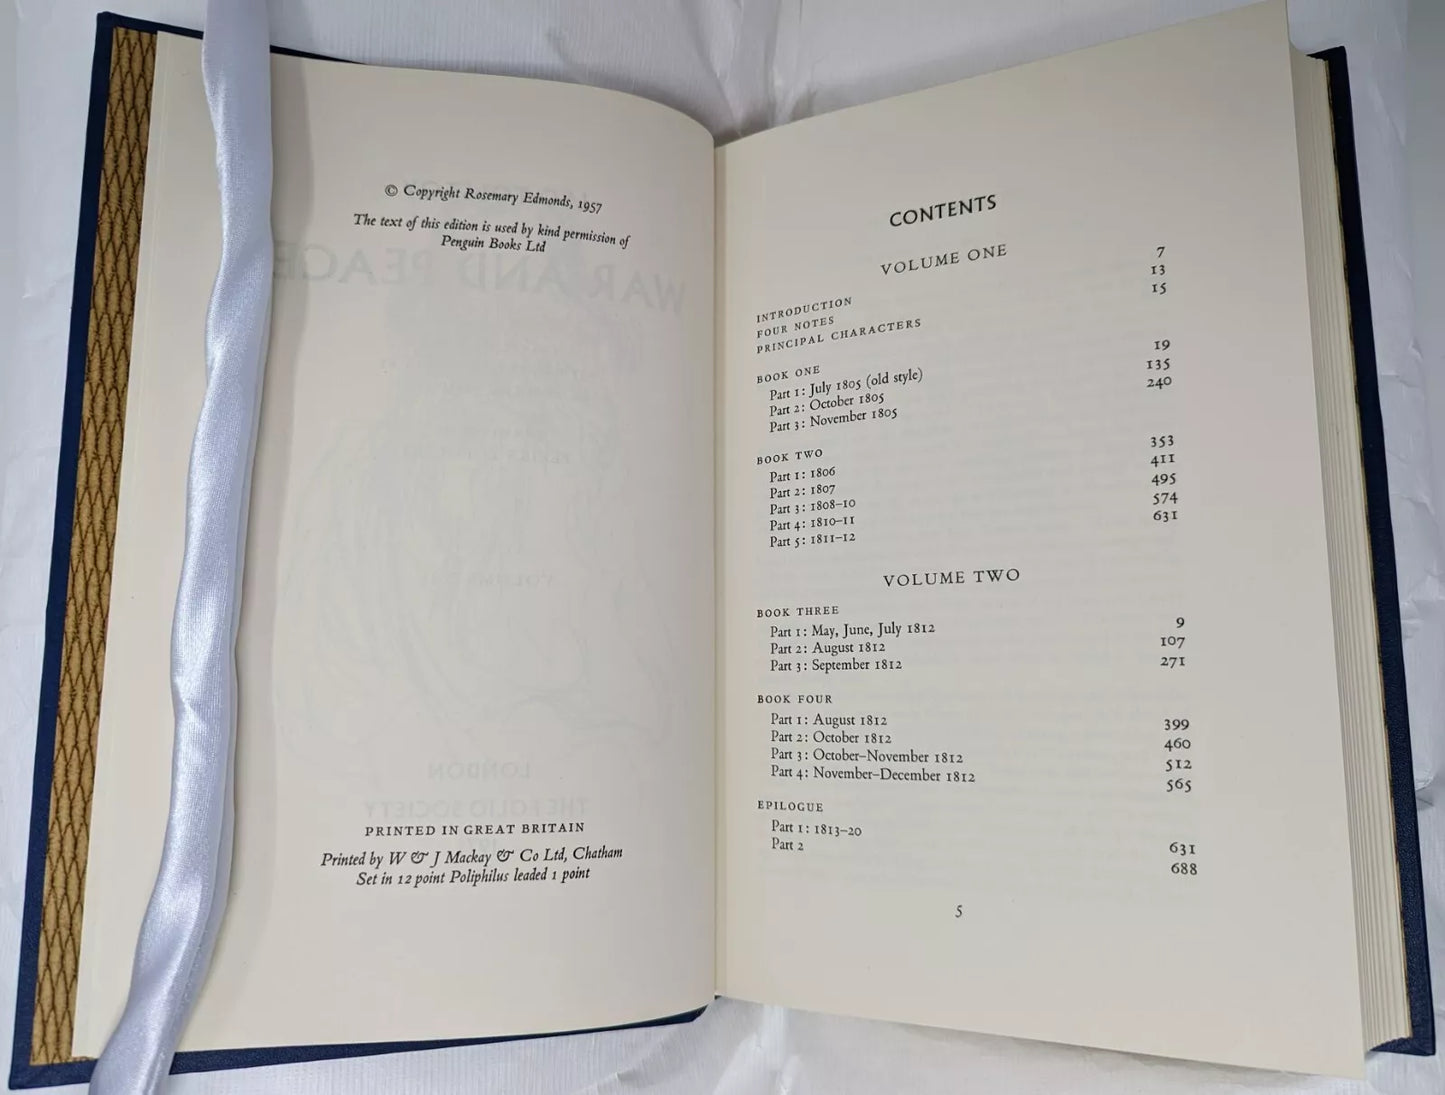 © Copyright Rosemary Edmonds, 1957
The text of this edition is used by kind permission of
Penguin Books Ltd
WAR AND PEACE
LONDON
THE FOLIO SOCIETY
PRINTED IN GREAT BRITAIN
Printed by W & J Mackay & Co Ltd, Chatham
Set in 12 point Poliphilus leaded 1 point
CONTENTS
VOLUME ONE
INTRODUCTION 7
FOUR NOTES 13
PRINCIPAL CHARACTERS 15
BOOK ONE
Part 1: July 1805 (old style) 19
Part 2: October 1805 135
Part 3: November 1805 240
BOOK TWO
Part 1: 1806 353
Part 2: 1807 411
Part 3: 1808–10 495
Part 4: 1810–11 574
Part 5: 1811–12 631
VOLUME TWO
BOOK THREE
Part 1: May, June, July 1812 9
Part 2: August 1812 107
Part 3: September 1812 271
BOOK FOUR
Part 1: August 1812 399
Part 2: October 1812 460
Part 3: October–November 1812 512
Part 4: November–December 1812 565
EPILOGUE
Part 1: 1813–20 631
Part 2 688
5